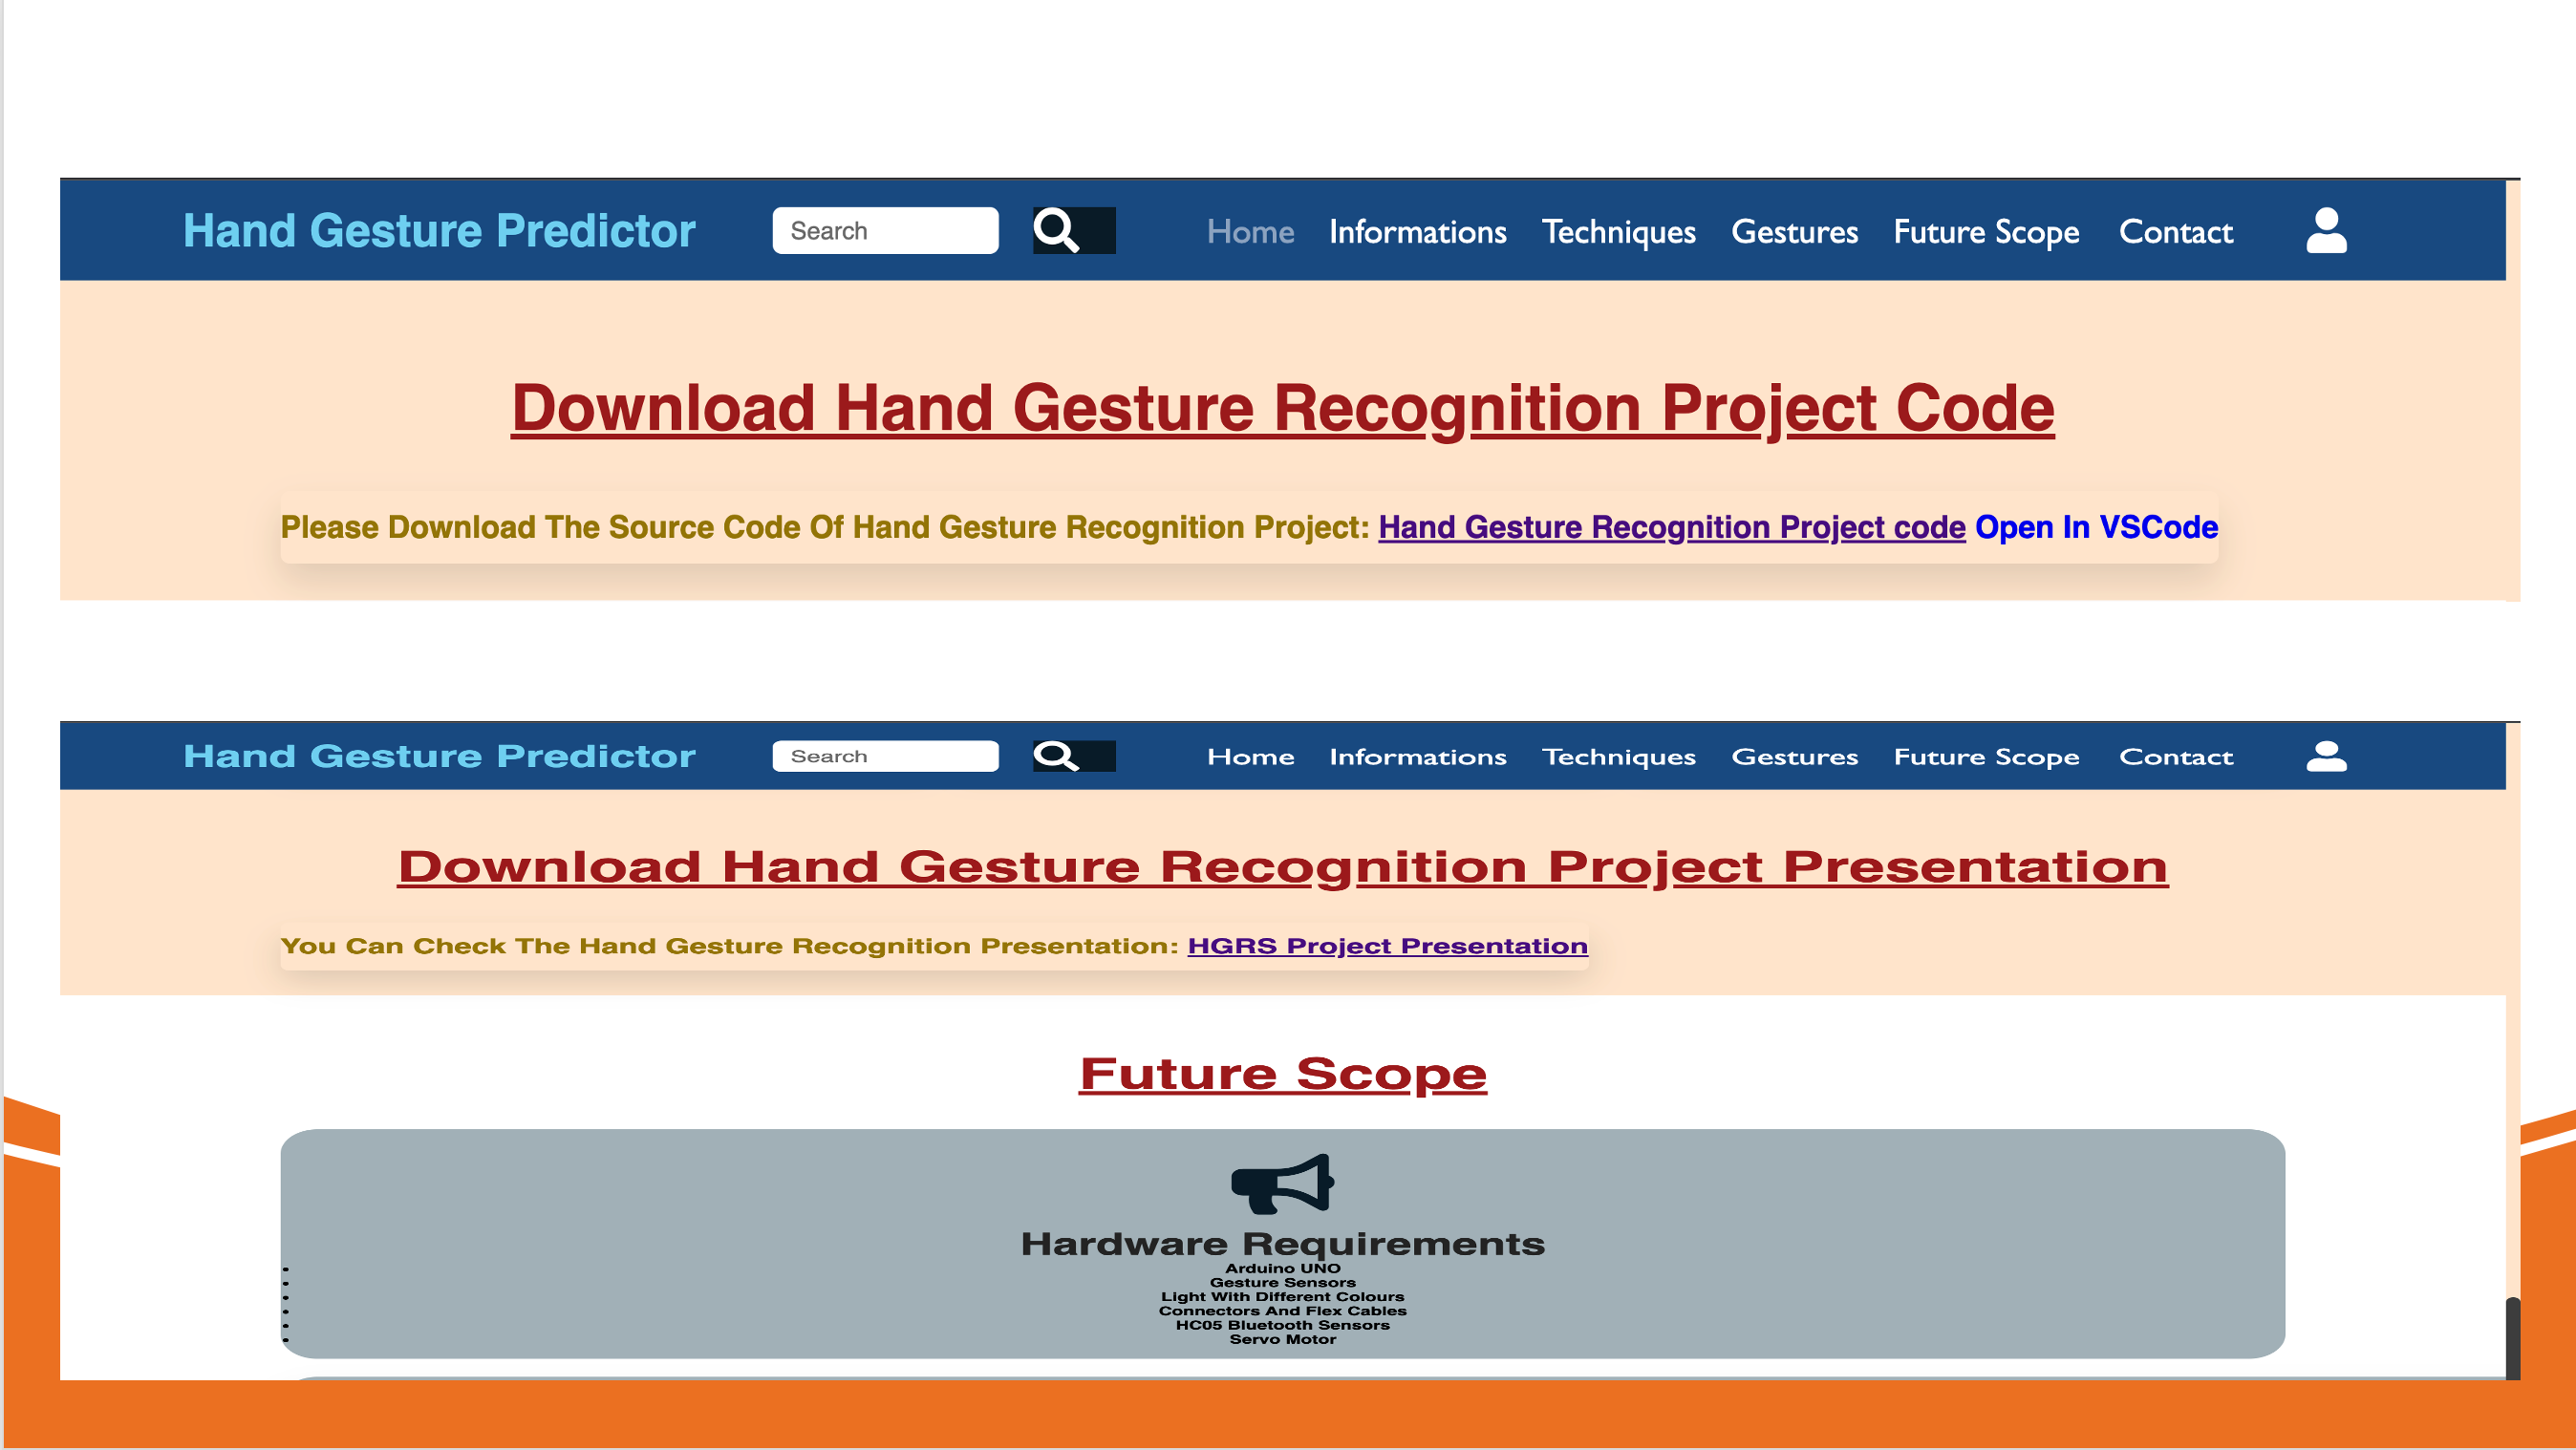 Hand Gesture Predictor Search Home Informations Techniques Gestures Future Scope Contact
Download Hand Gesture Recognition Project Code
Please Download The Source Code Of Hand Gesture Recognition Project: Hand Gesture Recognition Project code Open In VSCode
Hand Gesture Predictor Search Home Informations Techniques Gestures Future Scope Contact
Download Hand Gesture Recognition Project Presentation
You Can Check The Hand Gesture Recognition Presentation: HGRS Project Presentation
Future Scope
Hardware Requirements
Arduino UNO
Gesture Sensors
Light With Different Colours
Connectors And Flex Cables
HC05 Bluetooth Sensors
Servo Motor